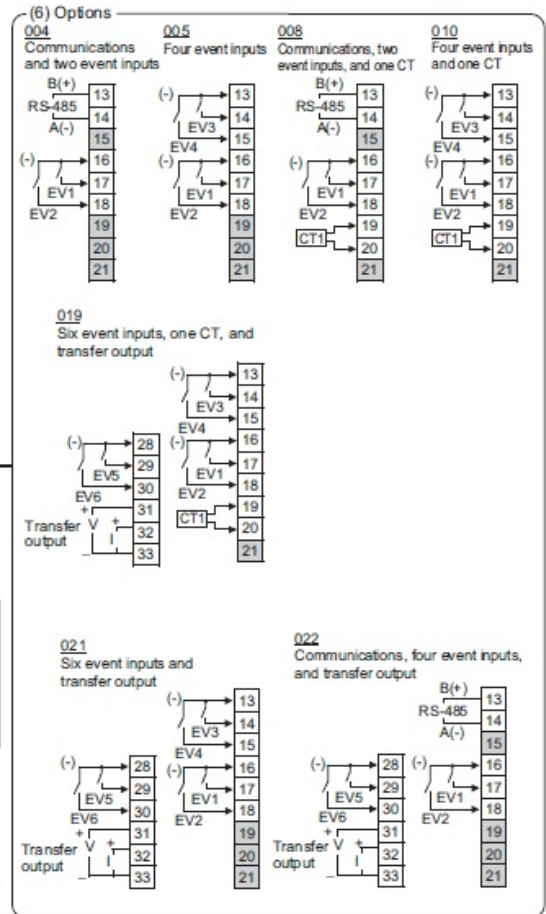 (6) Options
004
Communications
and two event inputs
B(+)
RS-485
A(-)
(-)
EV1
EV2
13
14
15
16
17
18
19
20
21
005
Four event inputs
(-)
EV3
EV4
(-)
EV1
EV2
13
14
15
16
17
18
19
20
21
008
Communications, two
event inputs, and one CT
B(+)
RS-485
A(-)
(-)
EV1
EV2
CT1
13
14
15
16
17
18
19
20
21
010
Four event inputs
and one CT
(-)
EV3
EV4
(-)
EV1
EV2
CT1
13
14
15
16
17
18
19
20
21
019
Six event inputs, one CT, and
transfer output
(-)
EV5
EV6
Transfer
output
+
V
+
I
–
28
29
30
31
32
33
(-)
EV3
EV4
(-)
EV1
EV2
CT1
13
14
15
16
17
18
19
20
21
021
Six event inputs and
transfer output
(-)
EV5
EV6
Transfer
output
+
V
+
I
–
28
29
30
31
32
33
(-)
EV3
EV4
(-)
EV1
EV2
13
14
15
16
17
18
19
20
21
022
Communications, four event inputs,
and transfer output
(-)
EV5
EV6
Transfer
output
+
V
+
I
–
28
29
30
31
32
33
B(+)
RS-485
A(-)
(-)
EV1
EV2
13
14
15
16
17
18
19
20
21